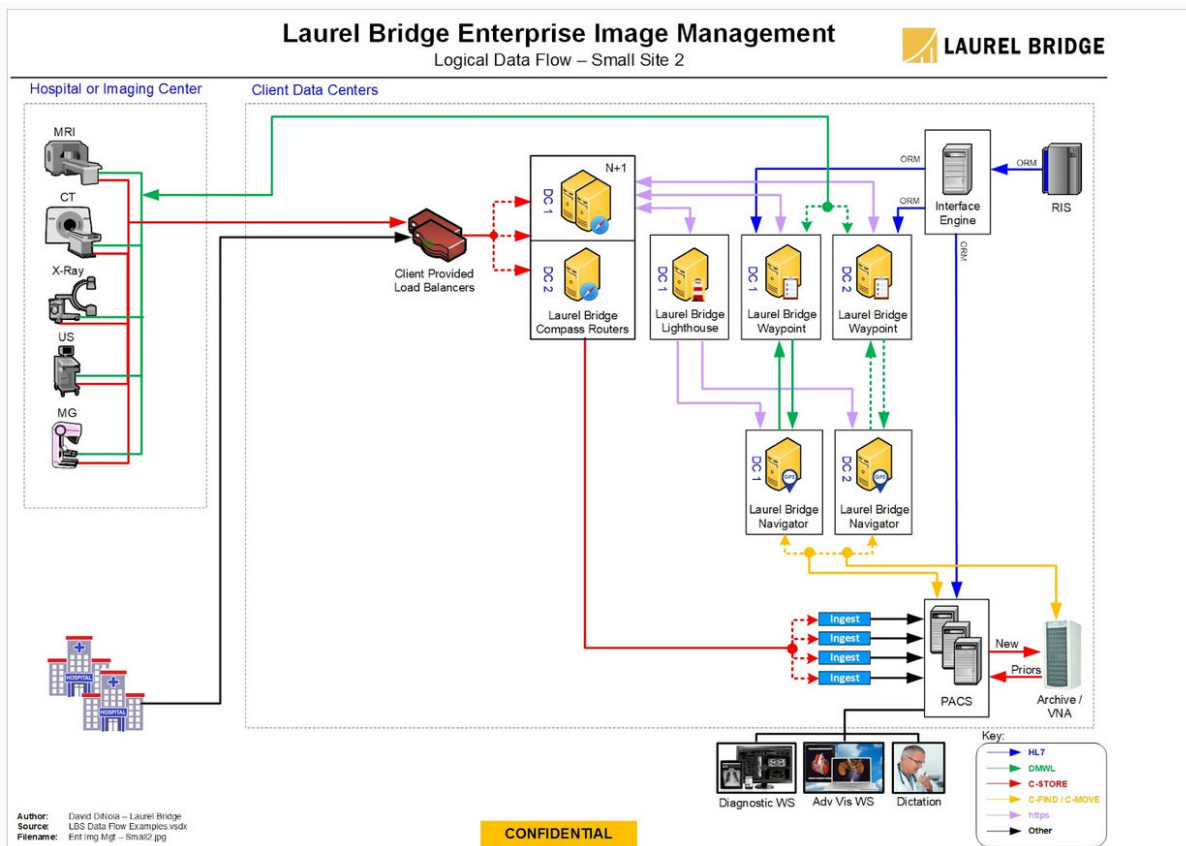 Laurel Bridge Enterprise Image Management
Logical Data Flow – Small Site 2
LAUREL BRIDGE
Hospital or Imaging Center
Client Data Centers
MRI
CT
X-Ray
US
MG
Client Provided
Load Balancers
N+1
DC 1
DC 2
Laurel Bridge
Compass Routers
DC 1
Laurel Bridge
Lighthouse
DC 1
Laurel Bridge
Waypoint
DC 2
Laurel Bridge
Waypoint
ORM
ORM
ORM
ORM
Interface
Engine
RIS
DC 1
GPS
Laurel Bridge
Navigator
DC 2
GPS
Laurel Bridge
Navigator
HOSPITAL
HOSPITAL
HOSPITAL
Ingest
Ingest
Ingest
Ingest
PACS
New
Priors
Archive /
VNA
Diagnostic WS
Adv Vis WS
Dictation
Key:
HL7
DMWL
C-STORE
C-FIND / C-MOVE
https
Other
Author: David DiNoia – Laurel Bridge
Source: LBS Data Flow Examples.vsdx
Filename: Ent Img Mgt – Small2.jpg
CONFIDENTIAL